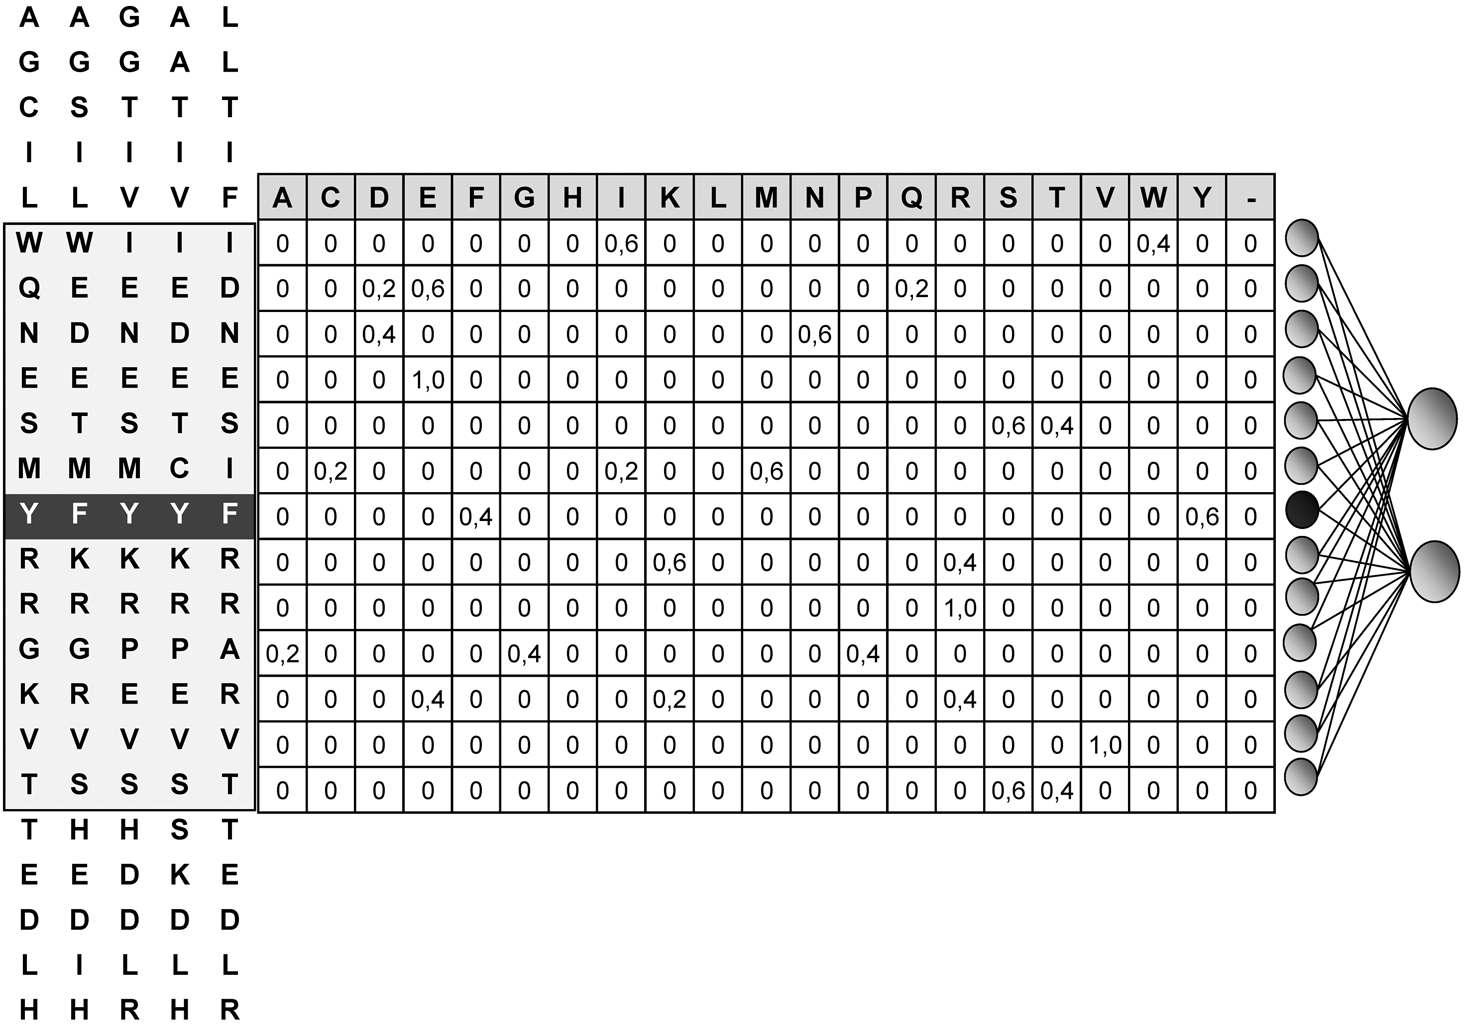 A A G A L
G G G A L
C S T T T
I I I I I
L L V V F
A C D E F G H I K L M N P Q R S T V W Y -
W W I I I 0 0 0 0 0 0 0 0,6 0 0 0 0 0 0 0 0 0 0 0,4 0 0
Q E E E D 0 0 0,2 0,6 0 0 0 0 0 0 0 0 0 0,2 0 0 0 0 0 0 0
N D N D N 0 0 0,4 0 0 0 0 0 0 0 0 0,6 0 0 0 0 0 0 0 0 0
E E E E E 0 0 0 1,0 0 0 0 0 0 0 0 0 0 0 0 0 0 0 0 0 0
S T S T S 0 0 0 0 0 0 0 0 0 0 0 0 0 0 0 0,6 0,4 0 0 0 0
M M M C I 0 0,2 0 0 0 0 0 0,2 0 0 0,6 0 0 0 0 0 0 0 0 0 0
Y F Y Y F 0 0 0 0 0,4 0 0 0 0 0 0 0 0 0 0 0 0 0 0 0,6 0
R K K K R 0 0 0 0 0 0 0 0 0,6 0 0 0 0 0 0,4 0 0 0 0 0 0
R R R R R 0 0 0 0 0 0 0 0 0 0 0 0 0 0 1,0 0 0 0 0 0 0
G G P P A 0,2 0 0 0 0 0,4 0 0 0 0 0 0 0,4 0 0 0 0 0 0 0 0
K R E E R 0 0 0 0,4 0 0 0 0 0,2 0 0 0 0 0 0,4 0 0 0 0 0 0
V V V V V 0 0 0 0 0 0 0 0 0 0 0 0 0 0 0 0 0 1,0 0 0 0
T S S S T 0 0 0 0 0 0 0 0 0 0 0 0 0 0 0 0,6 0,4 0 0 0 0
T H H S T
E E D K E
D D D D D
L I L L L
H H R H R